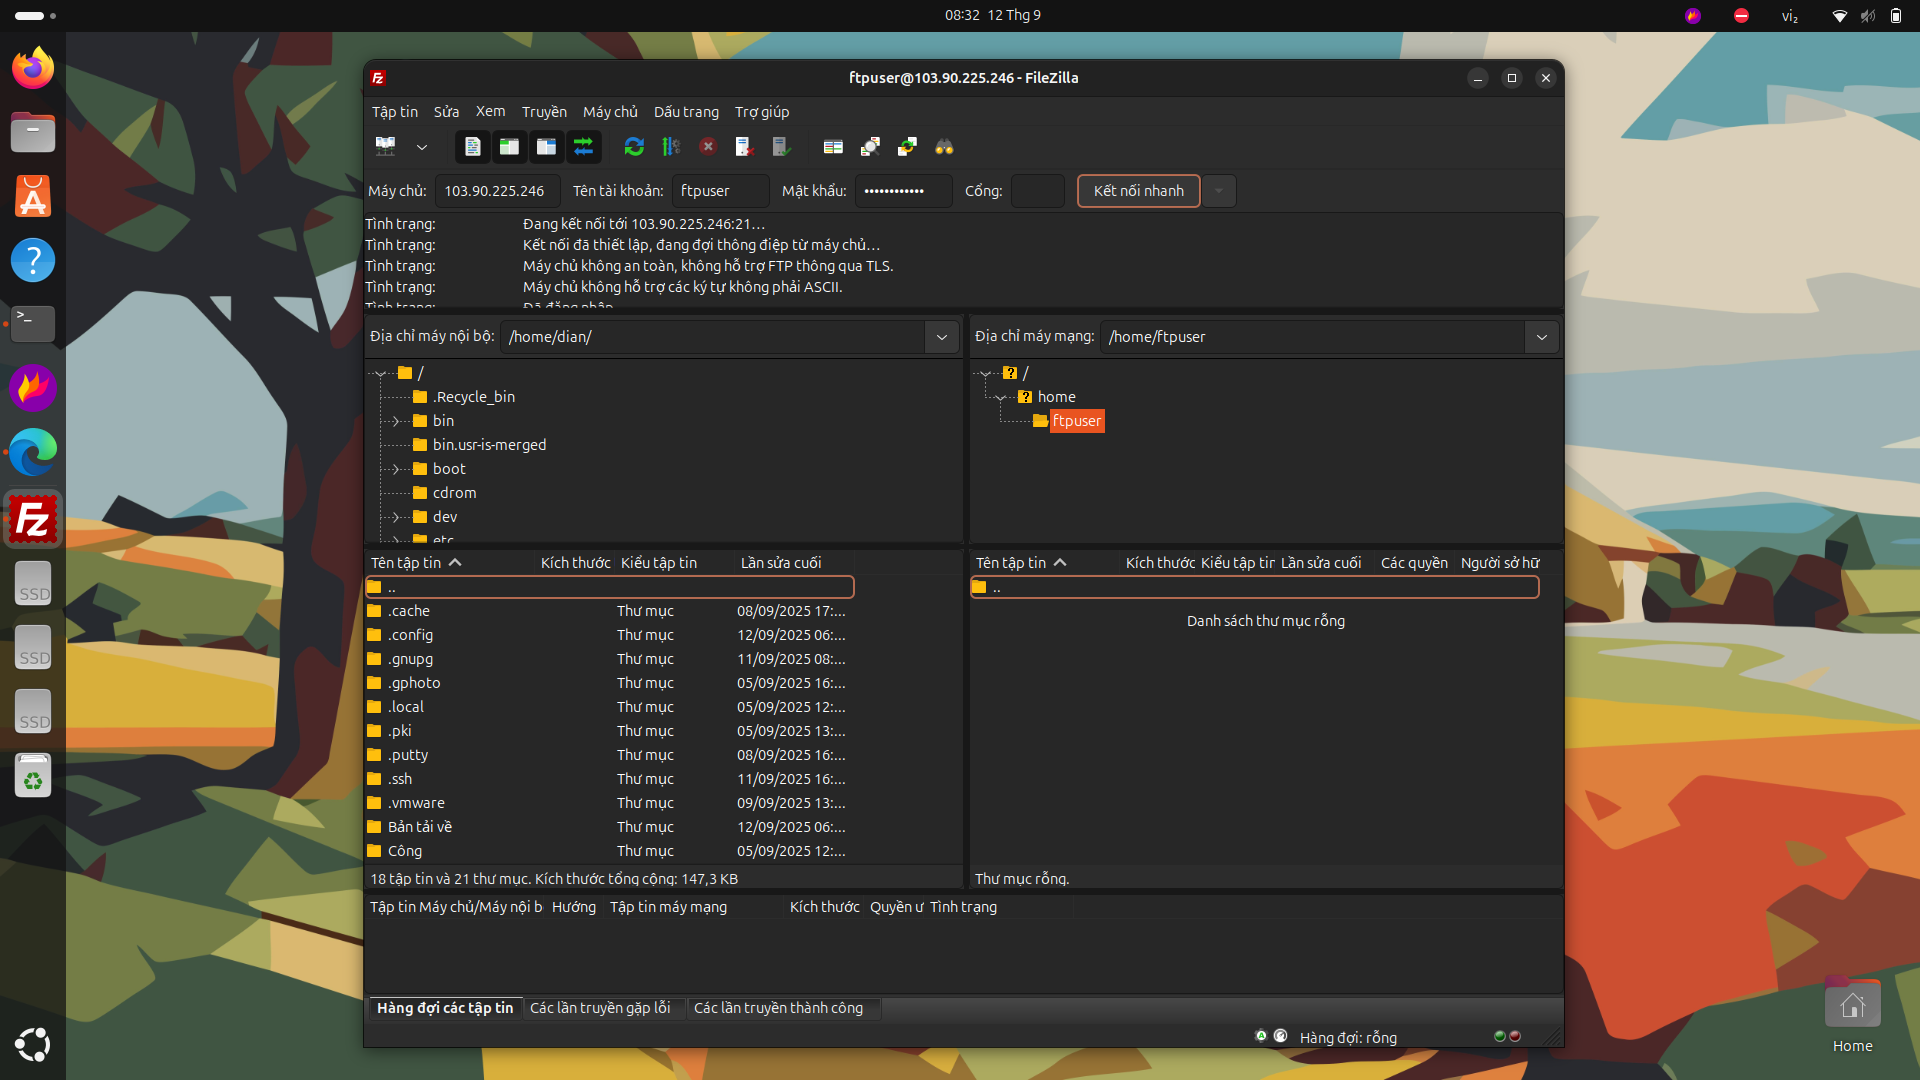 08:32 12 Thg 9
vi₂
ftpuser@103.90.225.246 - FileZilla
Tập tin Sửa Xem Truyền Máy chủ Dấu trang Trợ giúp
Máy chủ: 103.90.225.246 Tên tài khoản: ftpuser Mật khẩu: •••••••••••• Cổng: Kết nối nhanh
Tình trạng: Đang kết nối tới 103.90.225.246:21…
Tình trạng: Kết nối đã thiết lập, đang đợi thông điệp từ máy chủ…
Tình trạng: Máy chủ không an toàn, không hỗ trợ FTP thông qua TLS.
Tình trạng: Máy chủ không hỗ trợ các ký tự không phải ASCII.
Tình trạng: Đã đăng nhập
Địa chỉ máy nội bộ: /home/dian/
/
.Recycle_bin
bin
bin.usr-is-merged
boot
cdrom
dev
etc
Địa chỉ máy mạng: /home/ftpuser
/
home
ftpuser
Tên tập tin Kích thước Kiểu tập tin Lần sửa cuối
..
.cache Thư mục 08/09/2025 17:...
.config Thư mục 12/09/2025 06:...
.gnupg Thư mục 11/09/2025 08:...
.gphoto Thư mục 05/09/2025 16:...
.local Thư mục 05/09/2025 12:...
.pki Thư mục 05/09/2025 13:...
.putty Thư mục 08/09/2025 16:...
.ssh Thư mục 11/09/2025 16:...
.vmware Thư mục 09/09/2025 13:...
Bản tải về Thư mục 12/09/2025 06:...
Công Thư mục 05/09/2025 12:...
18 tập tin và 21 thư mục. Kích thước tổng cộng: 147,3 KB
Tên tập tin Kích thước Kiểu tập tin Lần sửa cuối Các quyền Người sở hữ
..
Danh sách thư mục rỗng
Thư mục rỗng.
Tập tin Máy chủ/Máy nội b Hướng Tập tin máy mạng Kích thước Quyền ư Tình trạng
Hàng đợi các tập tin Các lần truyền gặp lỗi Các lần truyền thành công
Hàng đợi: rỗng
SSD
SSD
SSD
Home